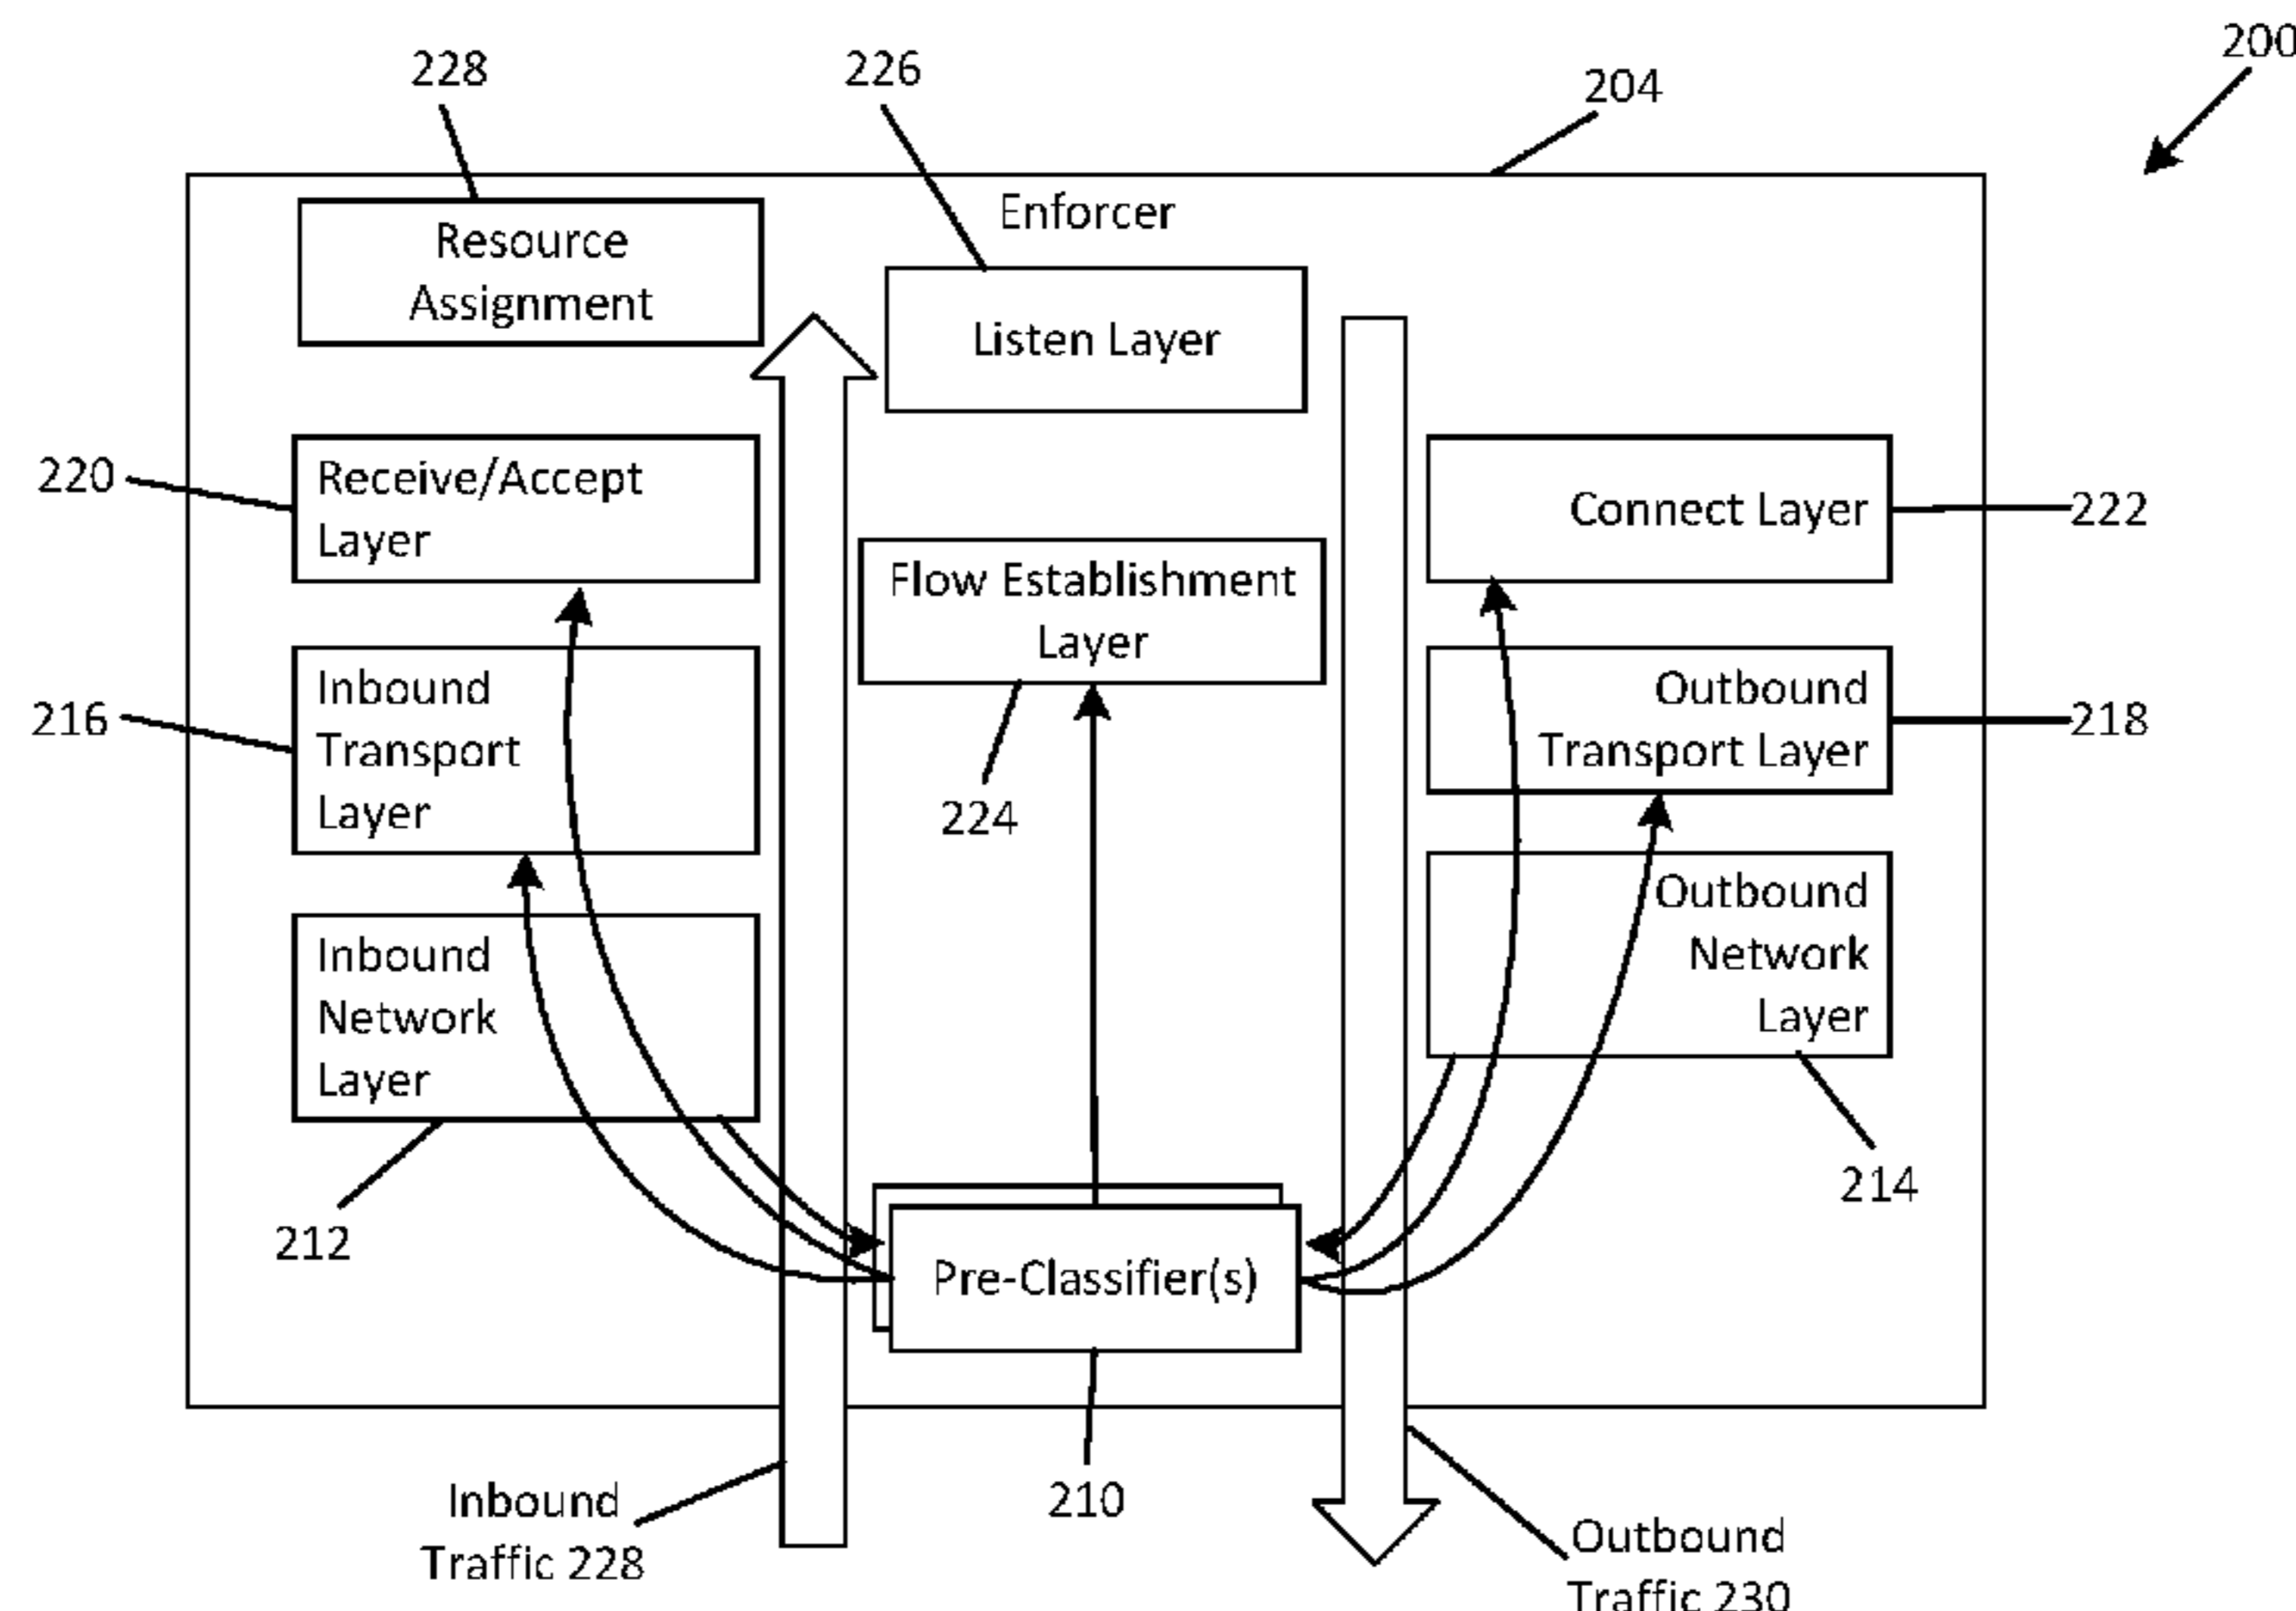 200
228
226
204
Enforcer
Resource
Assignment
Listen Layer
220
Receive/Accept
Layer
Connect Layer
222
Flow Establishment
Layer
216
Inbound
Transport
Layer
Outbound
Transport Layer
218
224
Inbound
Network
Layer
Outbound
Network
Layer
214
212
Pre-Classifier(s)
210
Inbound
Traffic 228
Outbound
Traffic 230